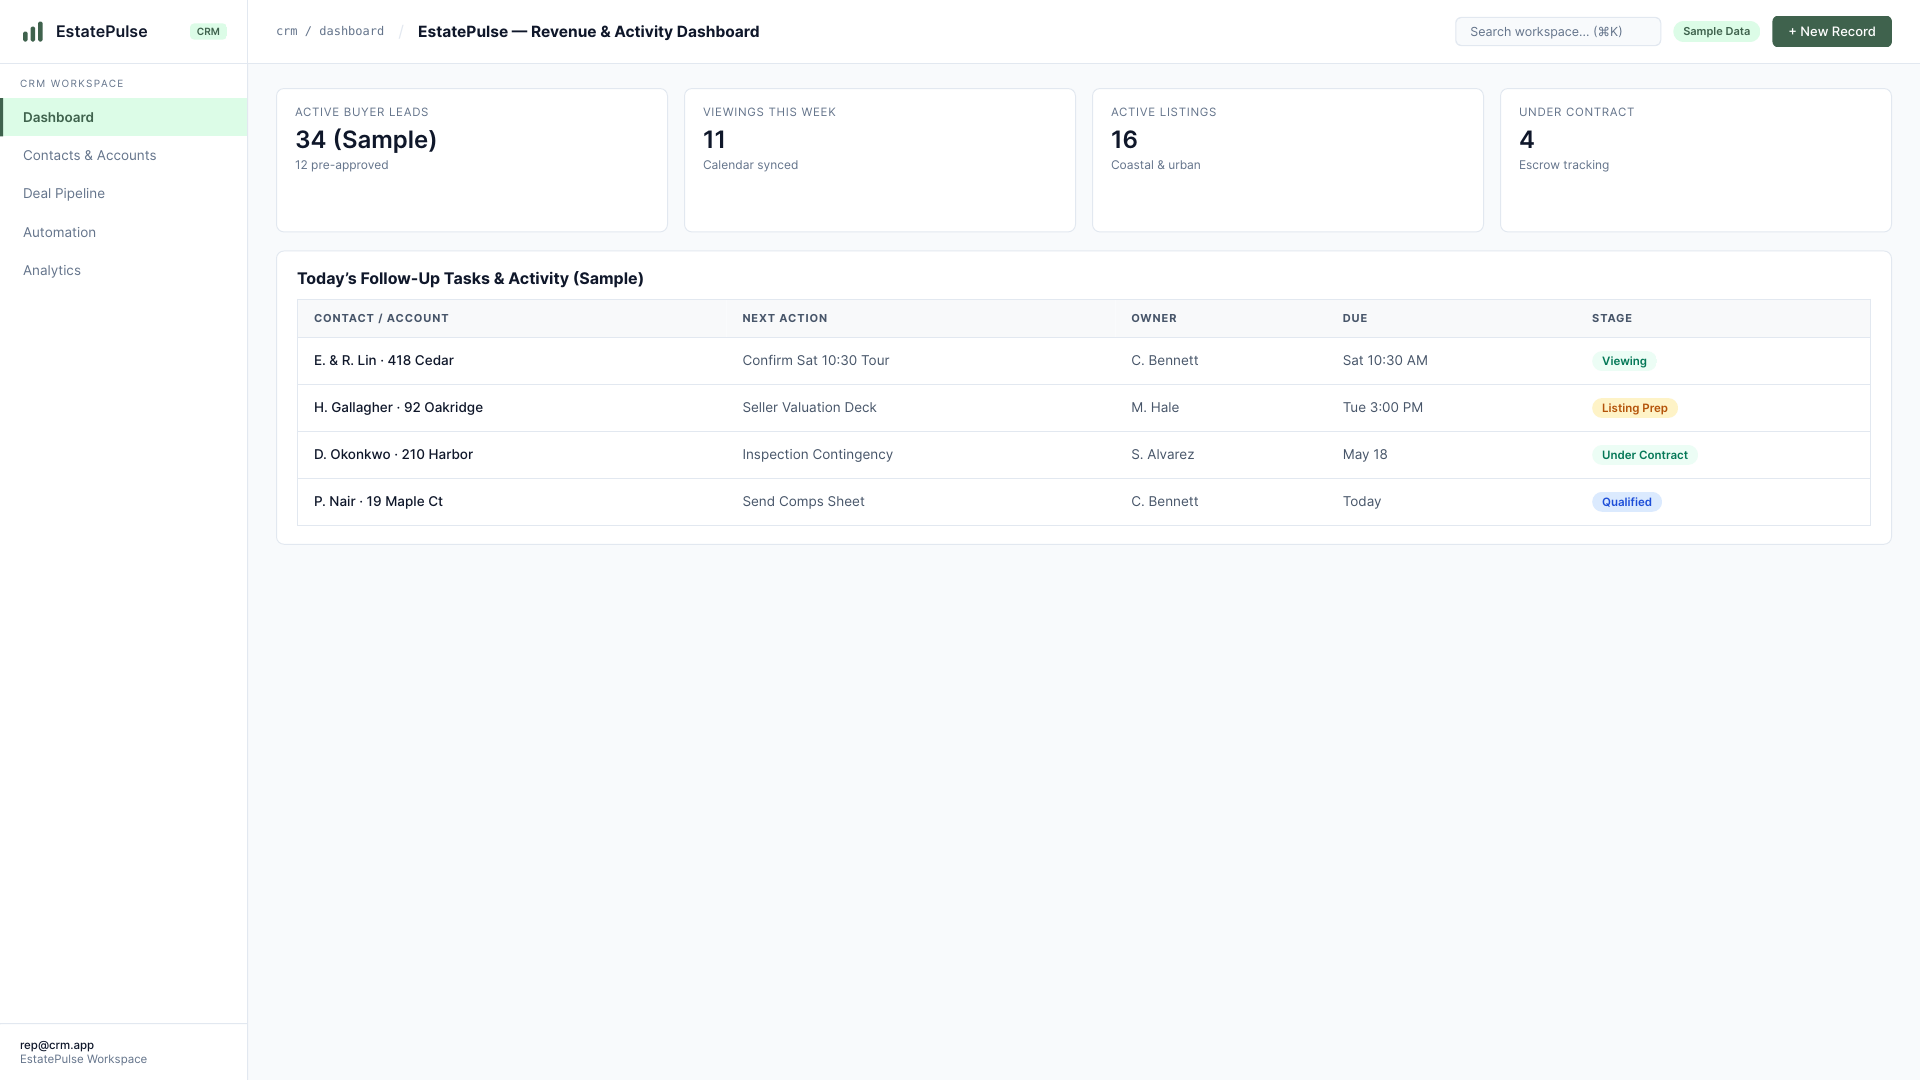 EstatePulse CRM
crm / dashboard / EstatePulse — Revenue & Activity Dashboard
Search workspace... (⌘K)
Sample Data
+ New Record
CRM WORKSPACE
Dashboard
Contacts & Accounts
Deal Pipeline
Automation
Analytics
ACTIVE BUYER LEADS
34 (Sample)
12 pre-approved
VIEWINGS THIS WEEK
11
Calendar synced
ACTIVE LISTINGS
16
Coastal & urban
UNDER CONTRACT
4
Escrow tracking
Today’s Follow-Up Tasks & Activity (Sample)
CONTACT / ACCOUNT NEXT ACTION OWNER DUE STAGE
E. & R. Lin · 418 Cedar Confirm Sat 10:30 Tour C. Bennett Sat 10:30 AM Viewing
H. Gallagher · 92 Oakridge Seller Valuation Deck M. Hale Tue 3:00 PM Listing Prep
D. Okonkwo · 210 Harbor Inspection Contingency S. Alvarez May 18 Under Contract
P. Nair · 19 Maple Ct Send Comps Sheet C. Bennett Today Qualified
rep@crm.app
EstatePulse Workspace